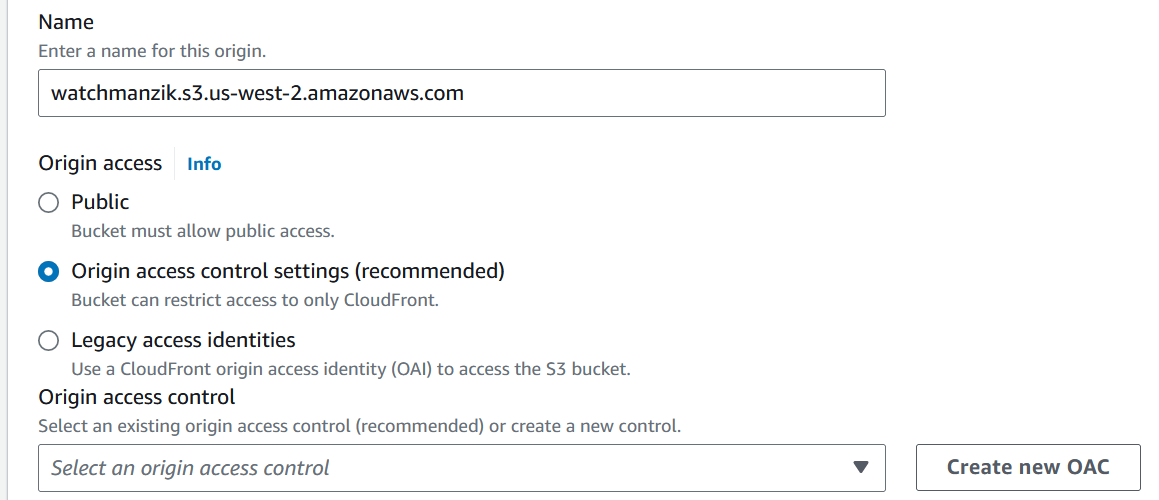 Name
Enter a name for this origin.
watchmanzik.s3.us-west-2.amazonaws.com
Origin access Info
Public
Bucket must allow public access.
Origin access control settings (recommended)
Bucket can restrict access to only CloudFront.
Legacy access identities
Use a CloudFront origin access identity (OAI) to access the S3 bucket.
Origin access control
Select an existing origin access control (recommended) or create a new control.
Select an origin access control Create new OAC